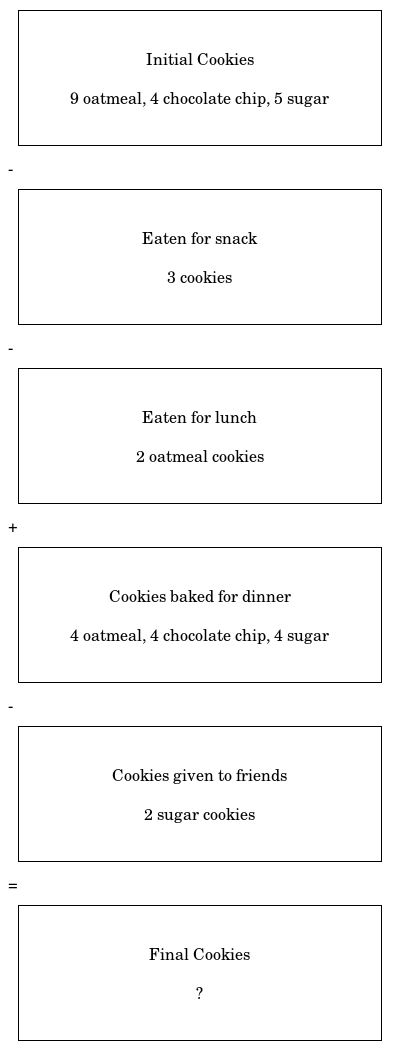 Initial Cookies
9 oatmeal, 4 chocolate chip, 5 sugar
-
Eaten for snack
3 cookies
-
Eaten for lunch
2 oatmeal cookies
+
Cookies baked for dinner
4 oatmeal, 4 chocolate chip, 4 sugar
-
Cookies given to friends
2 sugar cookies
=
Final Cookies
?